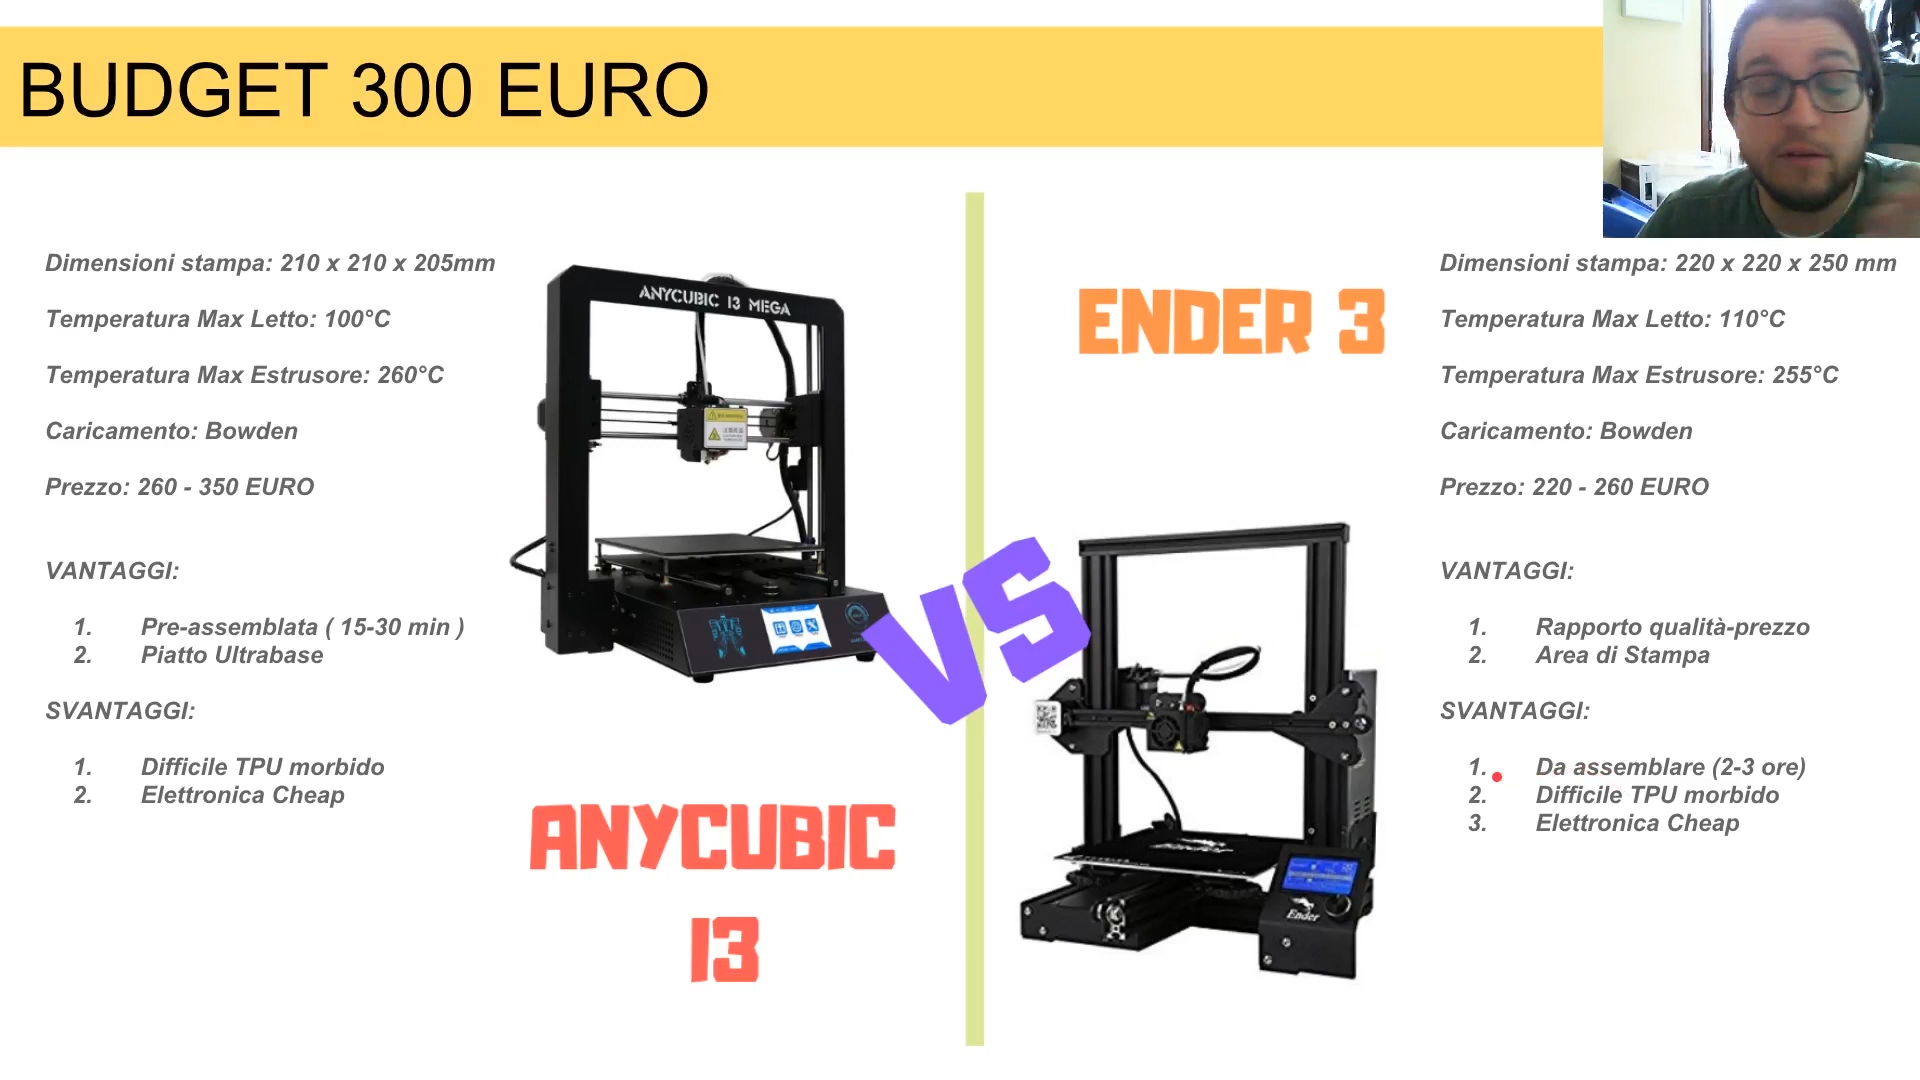 BUDGET 300 EURO
Dimensioni stampa: 210 x 210 x 205mm
Temperatura Max Letto: 100°C
Temperatura Max Estrusore: 260°C
Caricamento: Bowden
Prezzo: 260 - 350 EURO
VANTAGGI:
1. Pre-assemblata ( 15-30 min )
2. Piatto Ultrabase
SVANTAGGI:
1. Difficile TPU morbido
2. Elettronica Cheap
ANYCUBIC I3 MEGA
ANYCUBIC
I3
VS
ENDER 3
Ender
Ender
Dimensioni stampa: 220 x 220 x 250 mm
Temperatura Max Letto: 110°C
Temperatura Max Estrusore: 255°C
Caricamento: Bowden
Prezzo: 220 - 260 EURO
VANTAGGI:
1. Rapporto qualità-prezzo
2. Area di Stampa
SVANTAGGI:
1. Da assemblare (2-3 ore)
2. Difficile TPU morbido
3. Elettronica Cheap